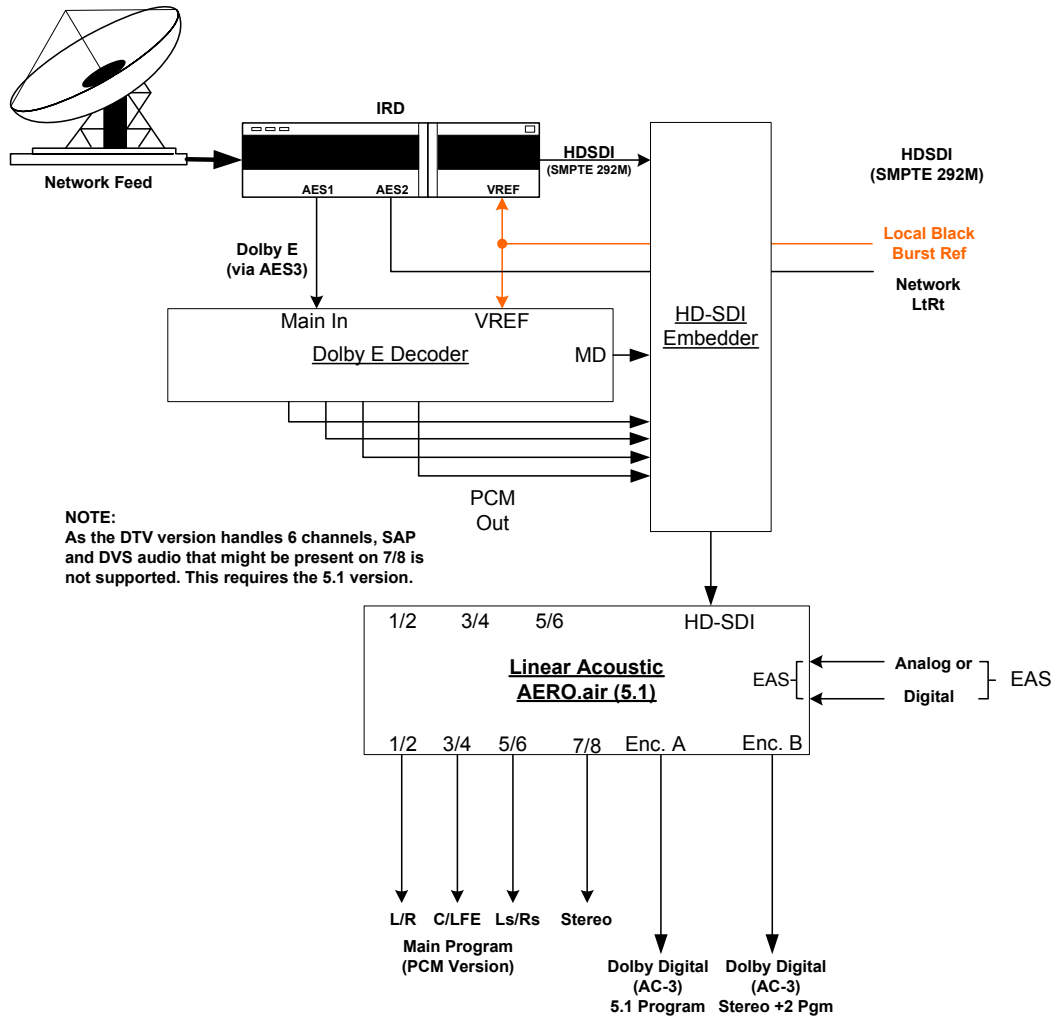 IRD
HDSDI
(SMPTE 292M)
HDSDI
(SMPTE 292M)
Network Feed
AES1
AES2
VREF
Dolby E
(via AES3)
Local Black
Burst Ref
Network
LtRt
Main In
VREF
Dolby E Decoder
MD
HD-SDI
Embedder
PCM
Out
NOTE:
As the DTV version handles 6 channels, SAP
and DVS audio that might be present on 7/8 is
not supported. This requires the 5.1 version.
1/2
3/4
5/6
HD-SDI
Linear Acoustic
AERO.air (5.1)
EAS
Analog or
Digital
EAS
1/2
3/4
5/6
7/8
Enc. A
Enc. B
L/R
C/LFE
Ls/Rs
Stereo
Main Program
(PCM Version)
Dolby Digital
(AC-3)
5.1 Program
Dolby Digital
(AC-3)
Stereo +2 Pgm